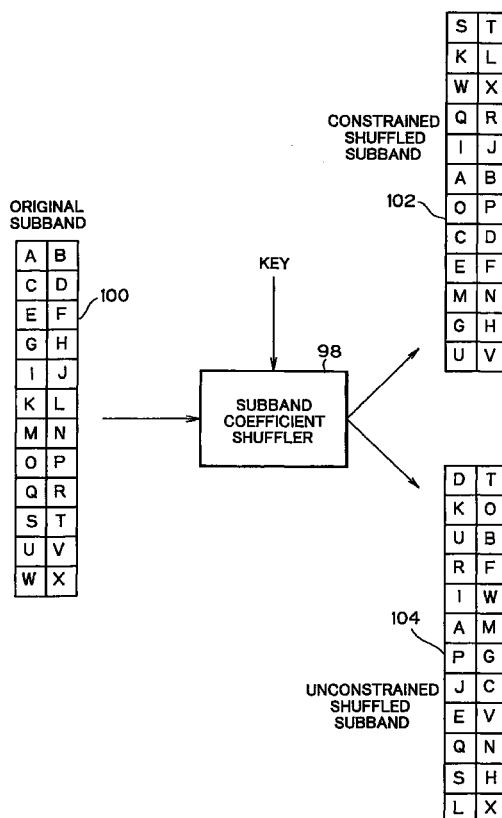 ORIGINAL
SUBBAND
A B
C D
E F
G H
I J
K L
M N
O P
Q R
S T
U V
W X
100
KEY
98
SUBBAND
COEFFICIENT
SHUFFLER
CONSTRAINED
SHUFFLED
SUBBAND
102
S T
K L
W X
Q R
I J
A B
O P
C D
E F
M N
G H
U V
UNCONSTRAINED
SHUFFLED
SUBBAND
104
D T
K O
U B
R F
I W
A M
P G
J C
E V
Q N
S H
L X